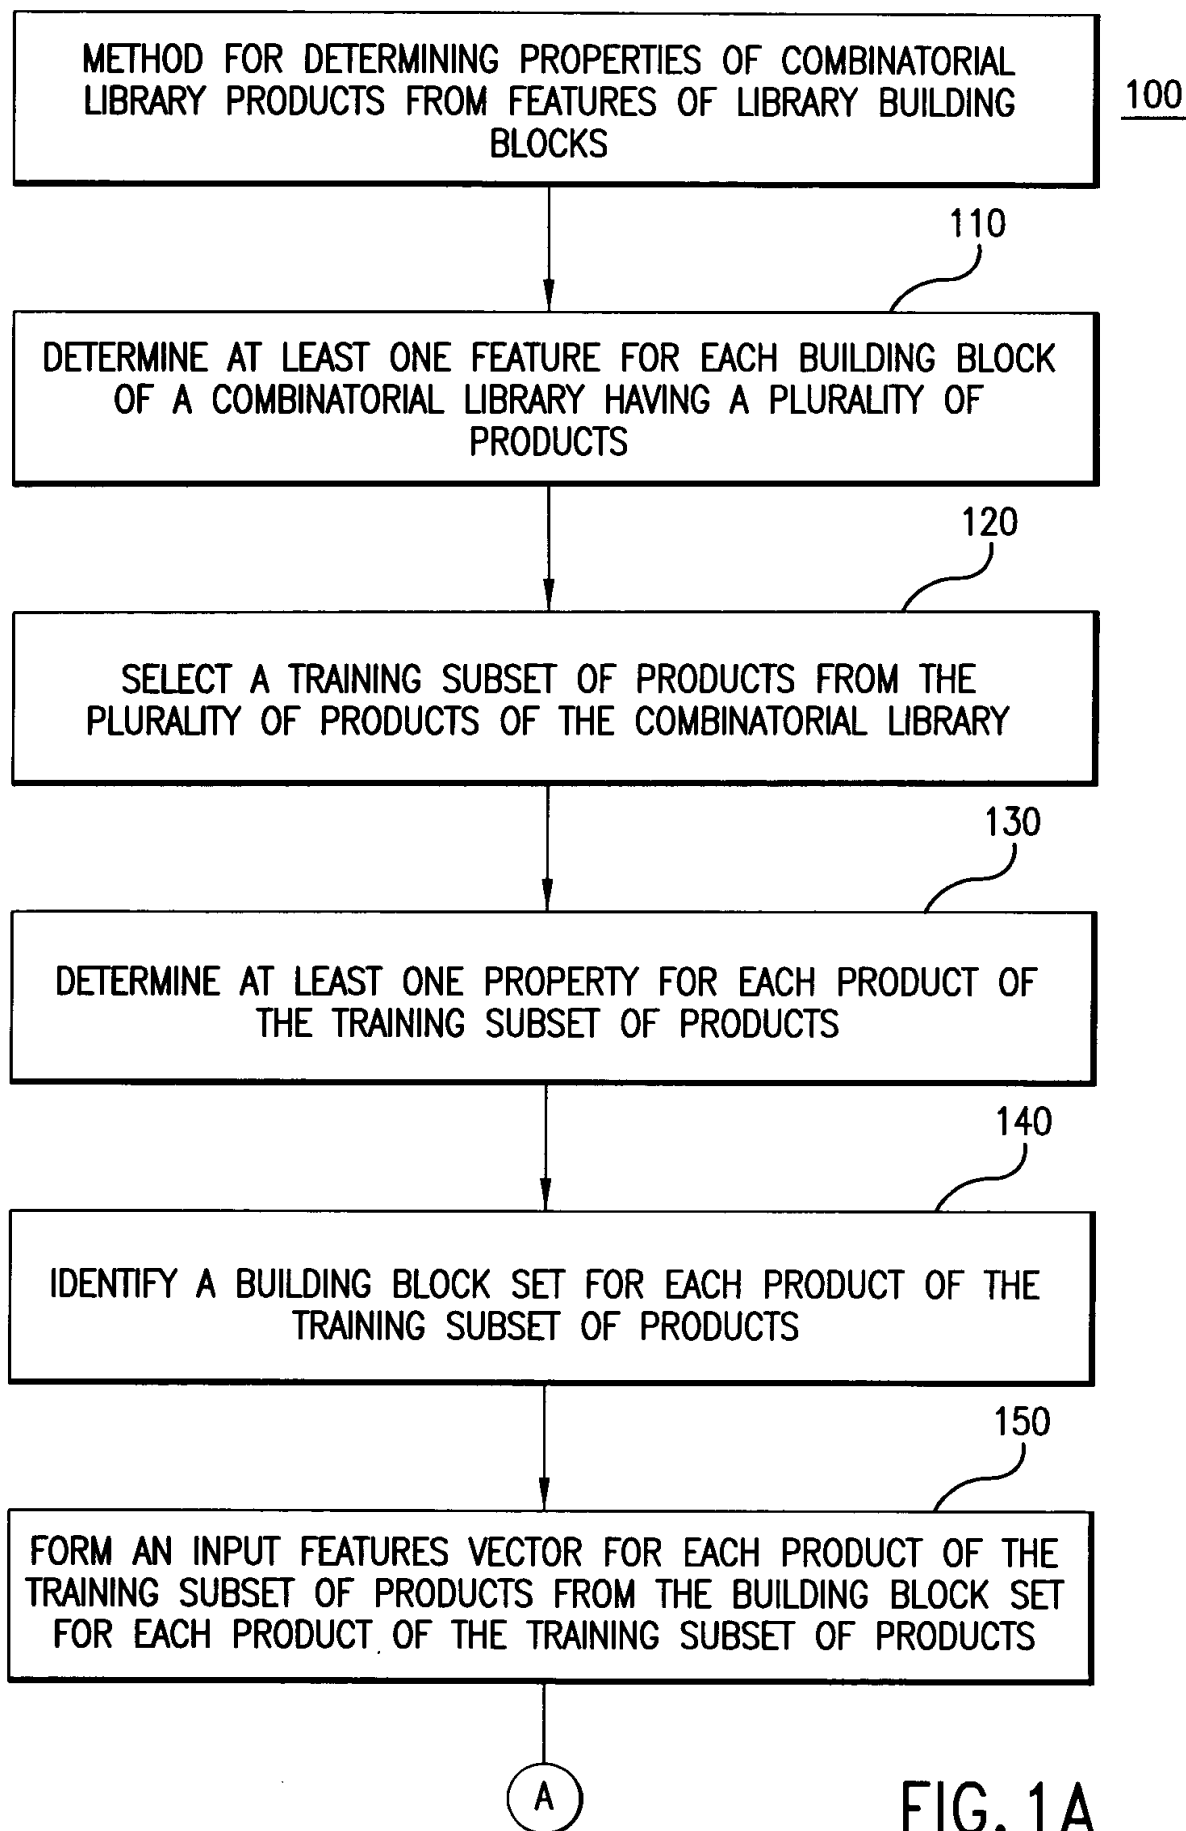 METHOD FOR DETERMINING PROPERTIES OF COMBINATORIAL
LIBRARY PRODUCTS FROM FEATURES OF LIBRARY BUILDING
BLOCKS
100
110
DETERMINE AT LEAST ONE FEATURE FOR EACH BUILDING BLOCK
OF A COMBINATORIAL LIBRARY HAVING A PLURALITY OF
PRODUCTS
120
SELECT A TRAINING SUBSET OF PRODUCTS FROM THE
PLURALITY OF PRODUCTS OF THE COMBINATORIAL LIBRARY
130
DETERMINE AT LEAST ONE PROPERTY FOR EACH PRODUCT OF
THE TRAINING SUBSET OF PRODUCTS
140
IDENTIFY A BUILDING BLOCK SET FOR EACH PRODUCT OF THE
TRAINING SUBSET OF PRODUCTS
150
FORM AN INPUT FEATURES VECTOR FOR EACH PRODUCT OF THE
TRAINING SUBSET OF PRODUCTS FROM THE BUILDING BLOCK SET
FOR EACH PRODUCT OF THE TRAINING SUBSET OF PRODUCTS
A
FIG. 1A